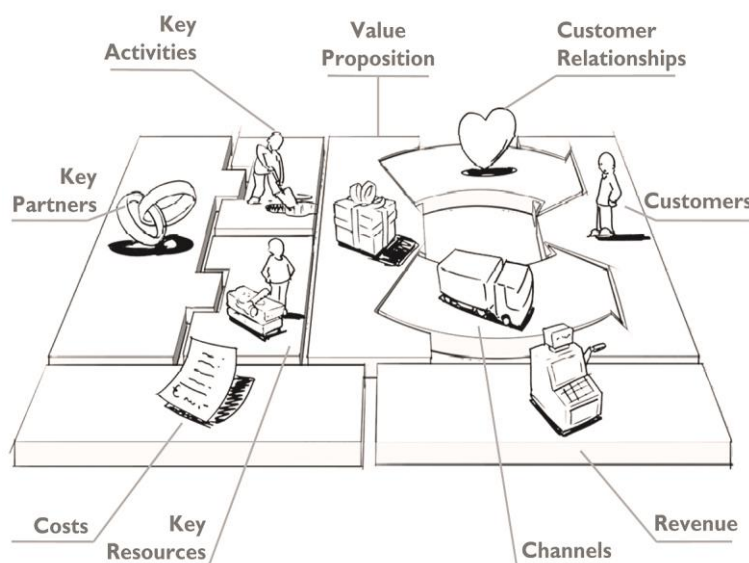 Key
Activities
Value
Proposition
Customer
Relationships
Key
Partners
Customers
Costs
Key
Resources
Channels
Revenue